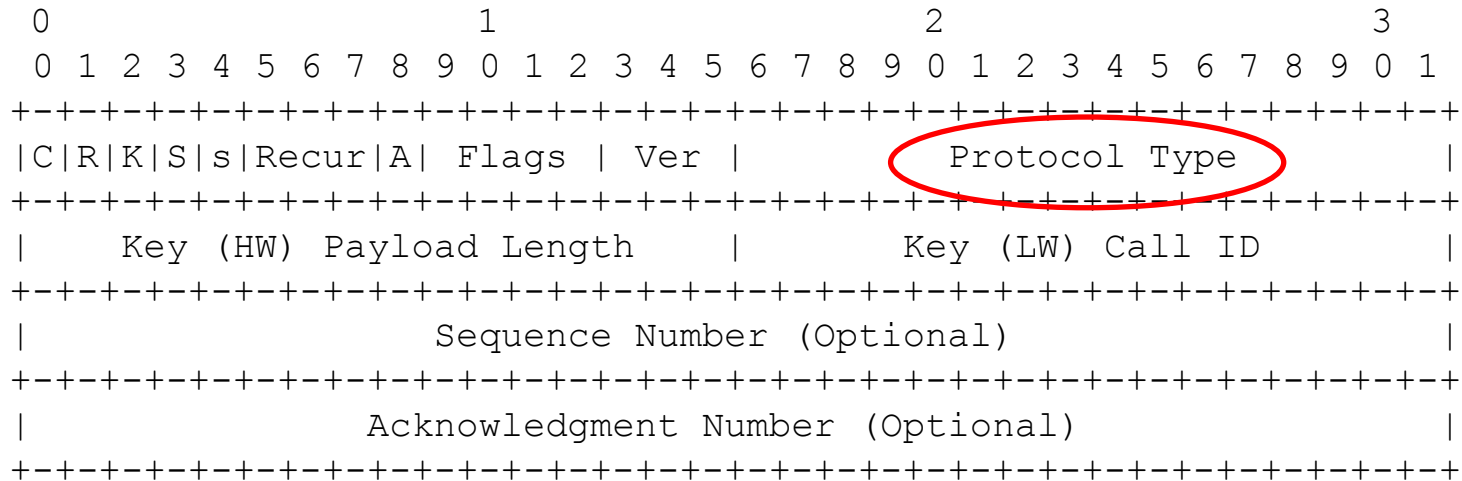 0                   1                   2                   3
0 1 2 3 4 5 6 7 8 9 0 1 2 3 4 5 6 7 8 9 0 1 2 3 4 5 6 7 8 9 0 1
+-+-+-+-+-+-+-+-+-+-+-+-+-+-+-+-+-+-+-+-+-+-+-+-+-+-+-+-+-+-+-+-+
|C|R|K|S|s|Recur|A| Flags | Ver |         Protocol Type         |
+-+-+-+-+-+-+-+-+-+-+-+-+-+-+-+-+-+-+-+-+-+-+-+-+-+-+-+-+-+-+-+-+
|    Key (HW) Payload Length    |       Key (LW) Call ID        |
+-+-+-+-+-+-+-+-+-+-+-+-+-+-+-+-+-+-+-+-+-+-+-+-+-+-+-+-+-+-+-+-+
|                  Sequence Number (Optional)                   |
+-+-+-+-+-+-+-+-+-+-+-+-+-+-+-+-+-+-+-+-+-+-+-+-+-+-+-+-+-+-+-+-+
|               Acknowledgment Number (Optional)                |
+-+-+-+-+-+-+-+-+-+-+-+-+-+-+-+-+-+-+-+-+-+-+-+-+-+-+-+-+-+-+-+-+